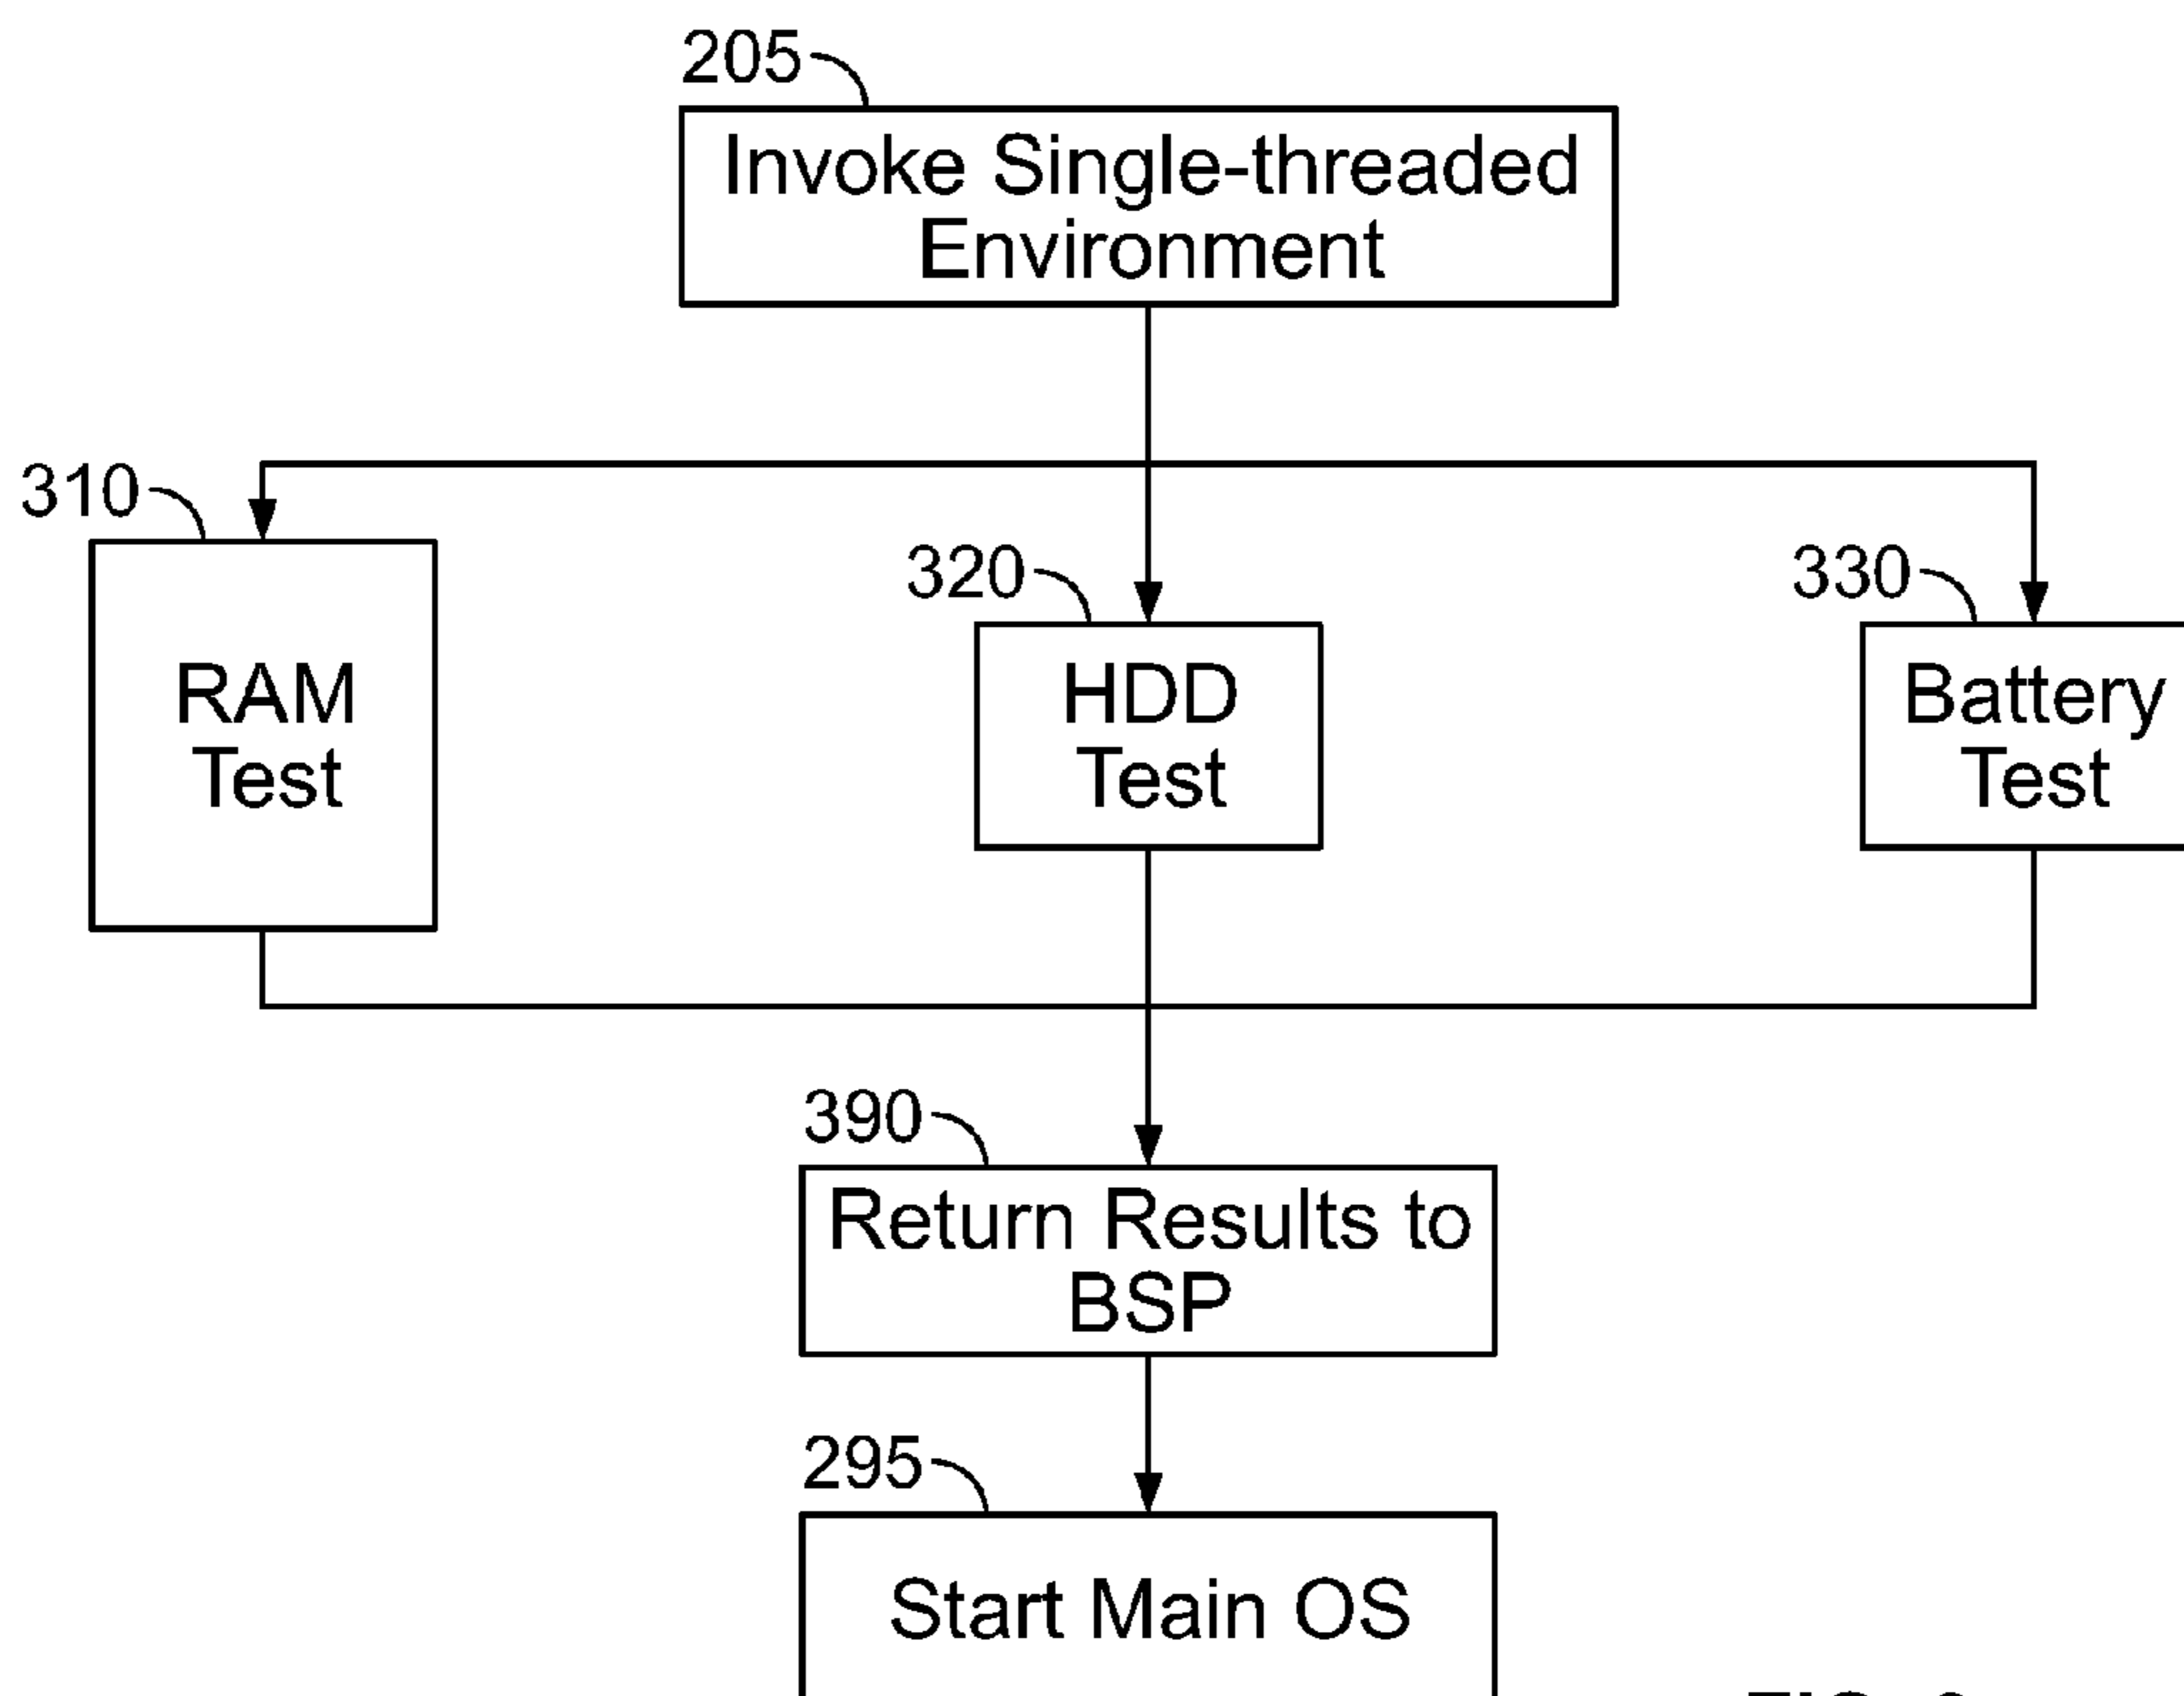 205
Invoke Single-threaded
Environment
310
320
330
RAM
Test
HDD
Test
Battery
Test
390
Return Results to
BSP
295
Start Main OS